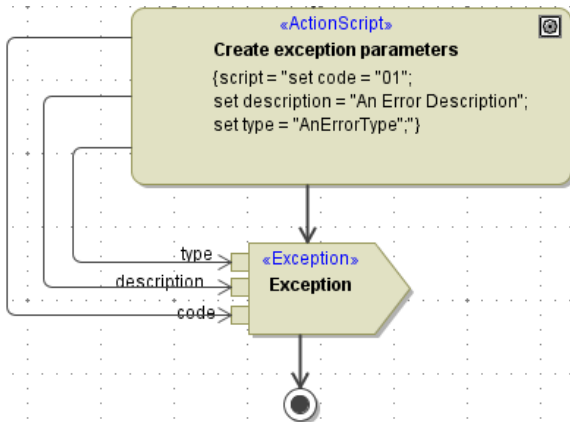 «ActionScript»
Create exception parameters
{script = "set code = "01";
set description = "An Error Description";
set type = "AnErrorType";"}
type
«Exception»
description
Exception
code